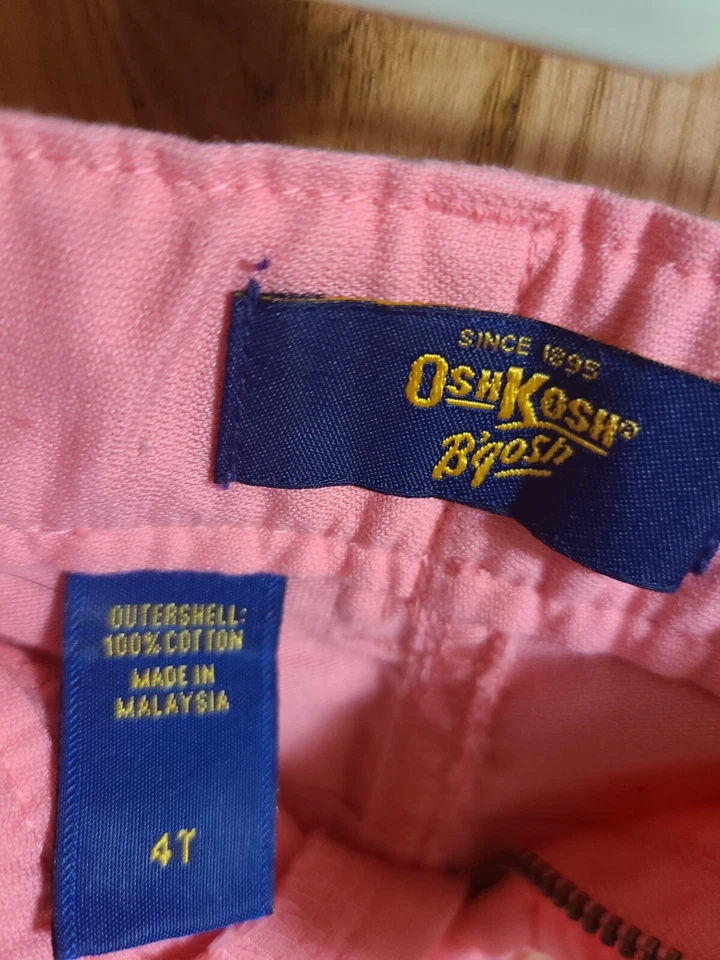 SINCE 1895
OSHKOSH®
B'gosh
OUTERSHELL:
100% COTTON
MADE IN
MALAYSIA
4T